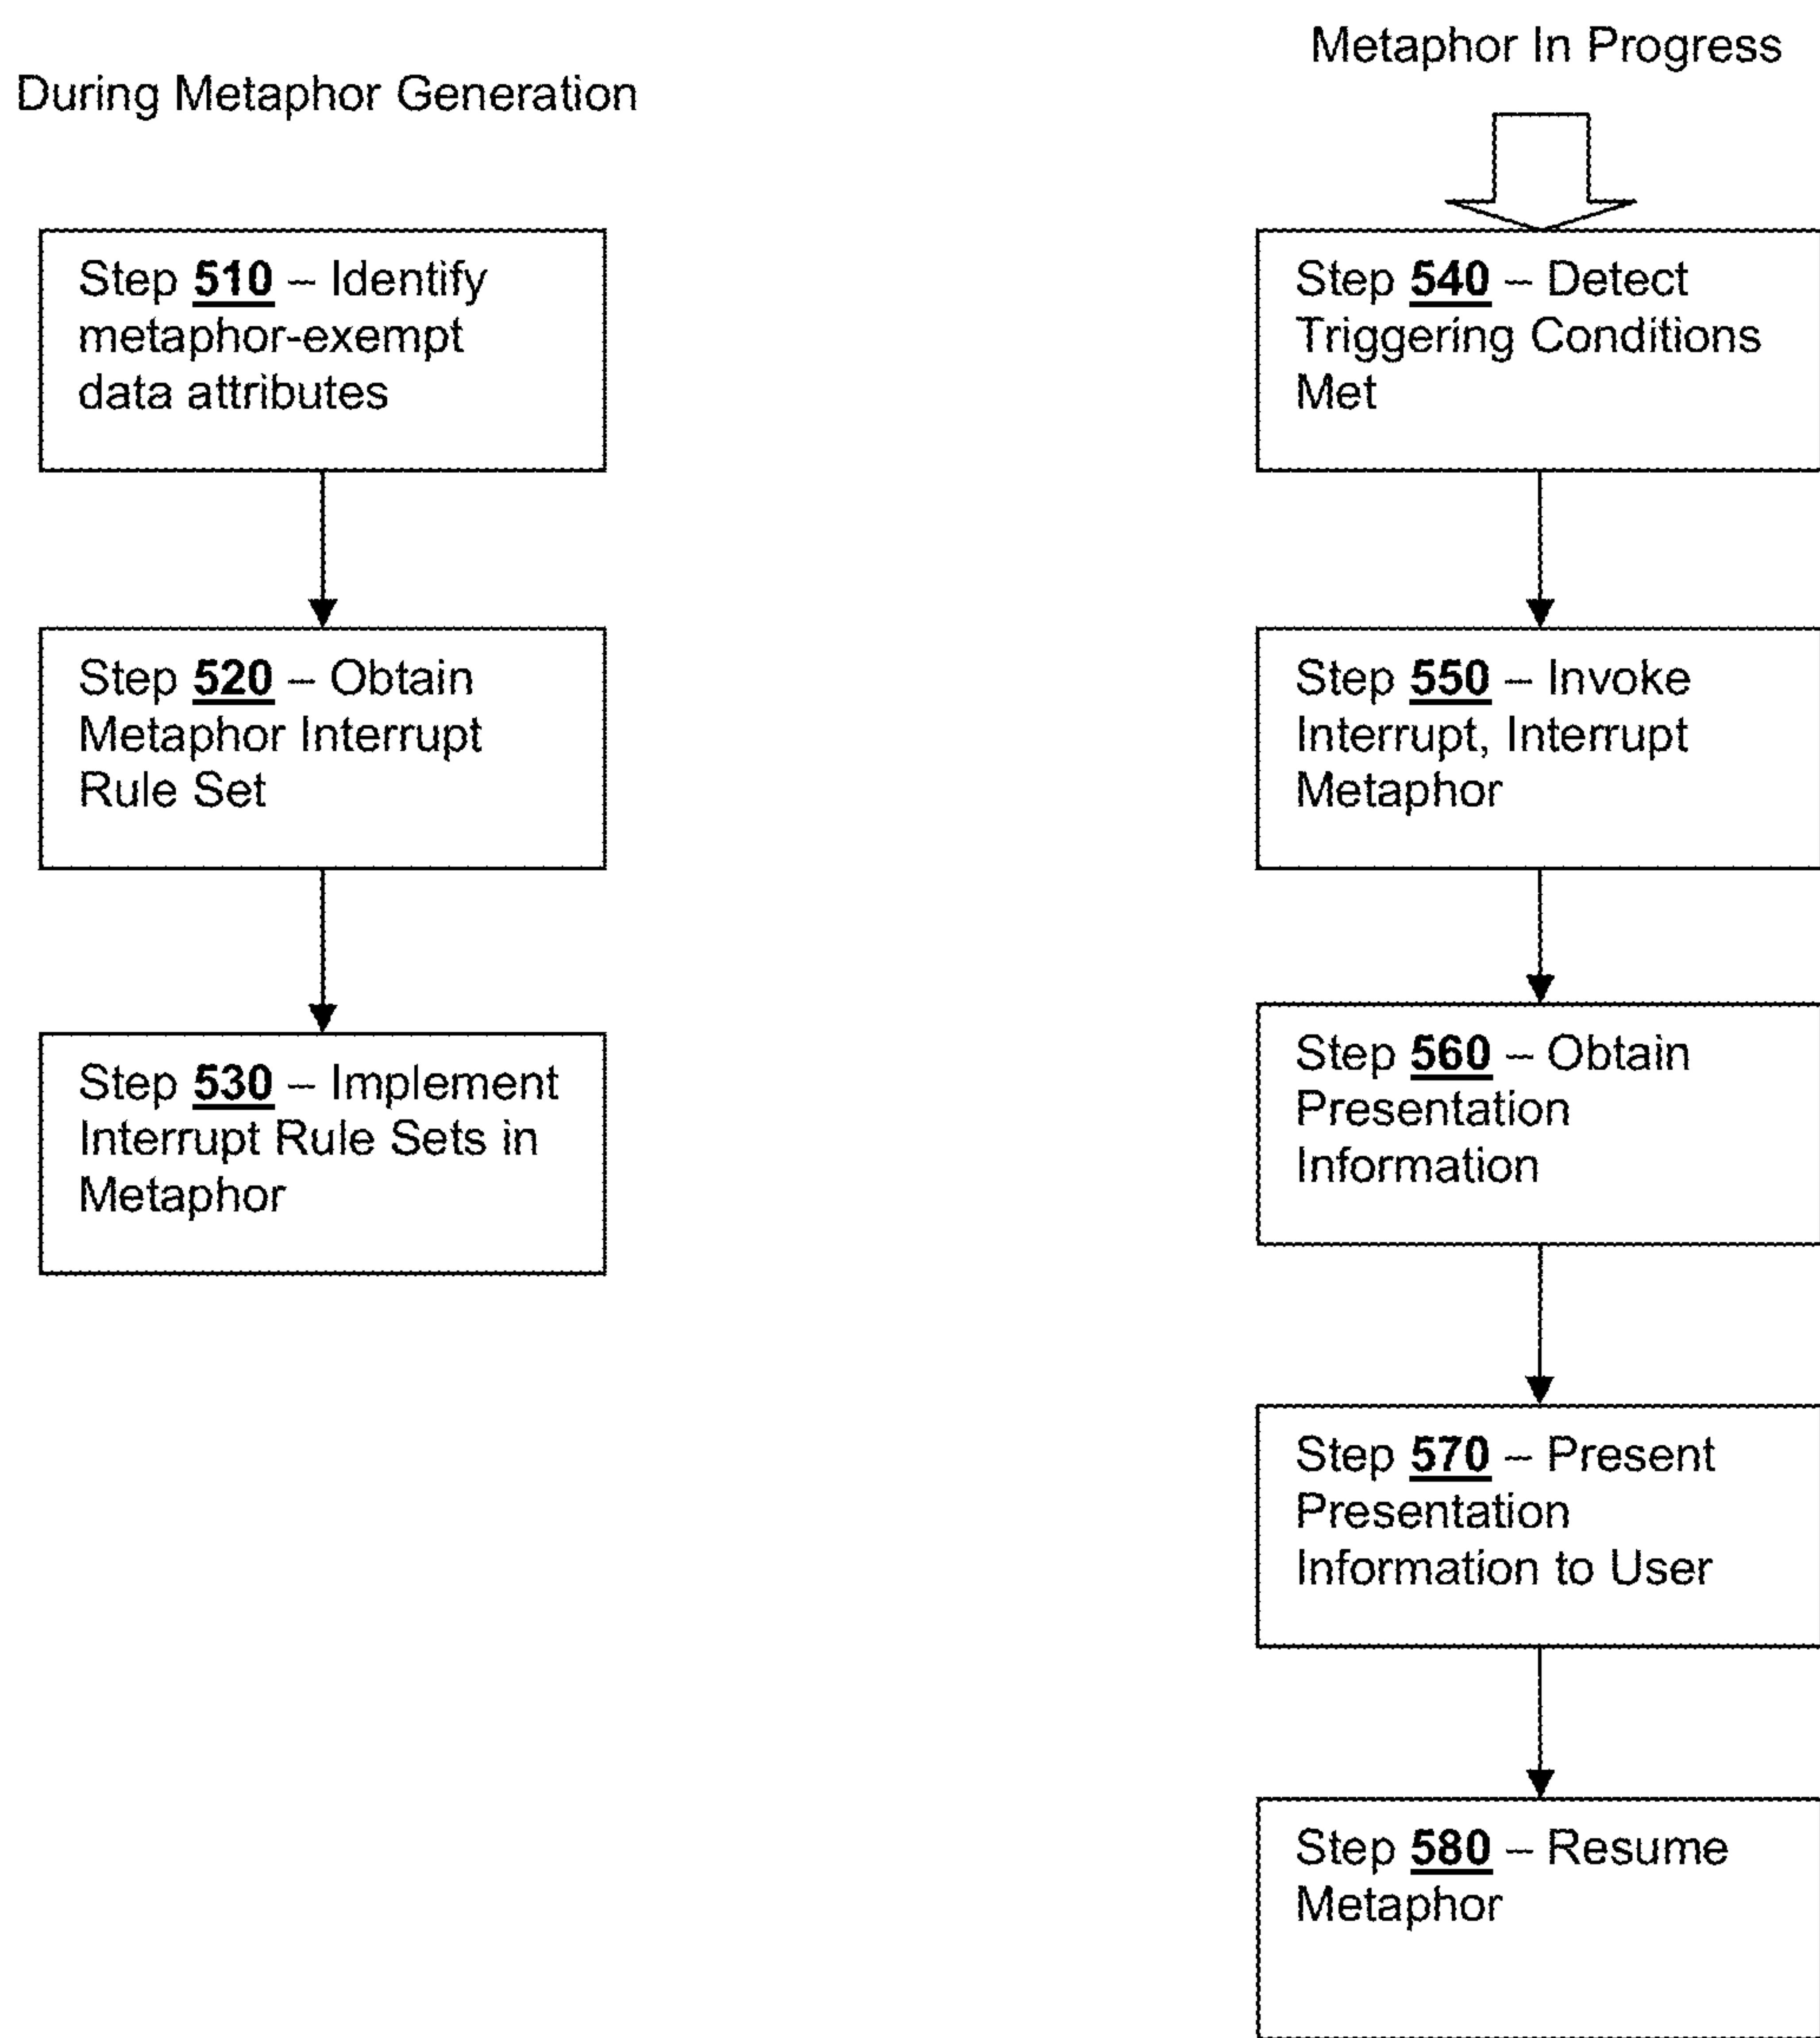 During Metaphor Generation
Step 510 – Identify
metaphor-exempt
data attributes
Step 520 – Obtain
Metaphor Interrupt
Rule Set
Step 530 – Implement
Interrupt Rule Sets in
Metaphor
Metaphor In Progress
Step 540 – Detect
Triggering Conditions
Met
Step 550 – Invoke
Interrupt, Interrupt
Metaphor
Step 560 – Obtain
Presentation
Information
Step 570 – Present
Presentation
Information to User
Step 580 – Resume
Metaphor